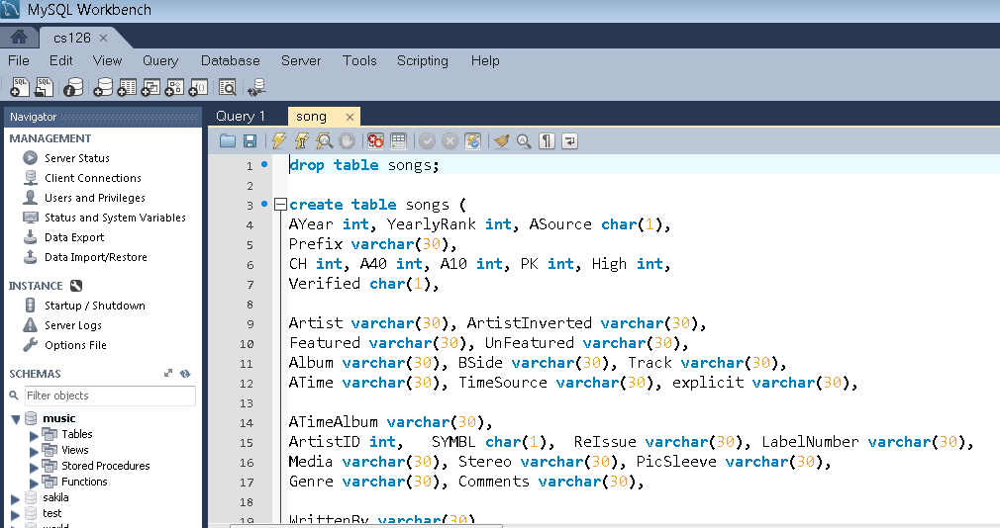 MySQL Workbench
cs126
File Edit View Query Database Server Tools Scripting Help
Navigator
MANAGEMENT
Server Status
Client Connections
Users and Privileges
Status and System Variables
Data Export
Data Import/Restore
INSTANCE
Startup / Shutdown
Server Logs
Options File
SCHEMAS
Filter objects
music
Tables
Views
Stored Procedures
Functions
sakila
test
world
Query 1 song
1 drop table songs;
2
3 create table songs (
4 AYear int, YearlyRank int, ASource char(1),
5 Prefix varchar(30),
6 CH int, A40 int, A10 int, PK int, High int,
7 Verified char(1),
8
9 Artist varchar(30), ArtistInverted varchar(30),
10 Featured varchar(30), UnFeatured varchar(30),
11 Album varchar(30), BSide varchar(30), Track varchar(30),
12 ATime varchar(30), TimeSource varchar(30), explicit varchar(30),
13
14 ATimeAlbum varchar(30),
15 ArtistID int, SYMBL char(1), ReIssue varchar(30), LabelNumber varchar(30),
16 Media varchar(30), Stereo varchar(30), PicSleeve varchar(30),
17 Genre varchar(30), Comments varchar(30),
18
19 WrittenBy varchar(30)